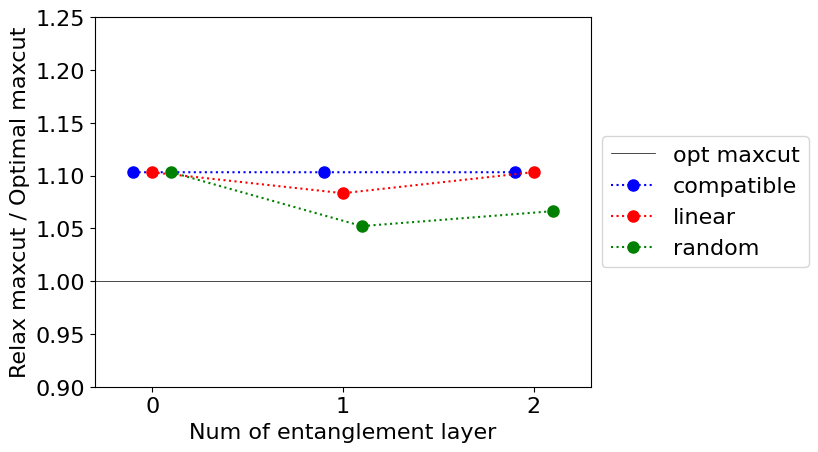 Relax maxcut / Optimal maxcut
1.25
1.20
1.15
1.10
1.05
1.00
0.95
0.90
0
1
2
Num of entanglement layer
opt maxcut
compatible
linear
random